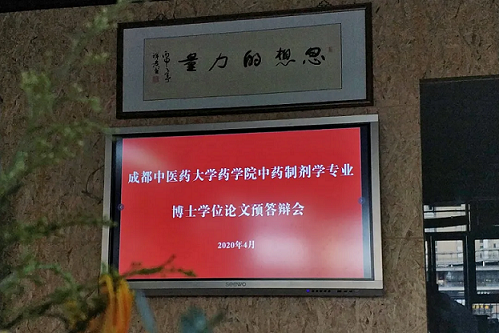 思想的力量
成都中医药大学药学院中药制剂学专业
博士学位论文预答辩会
2020年4月